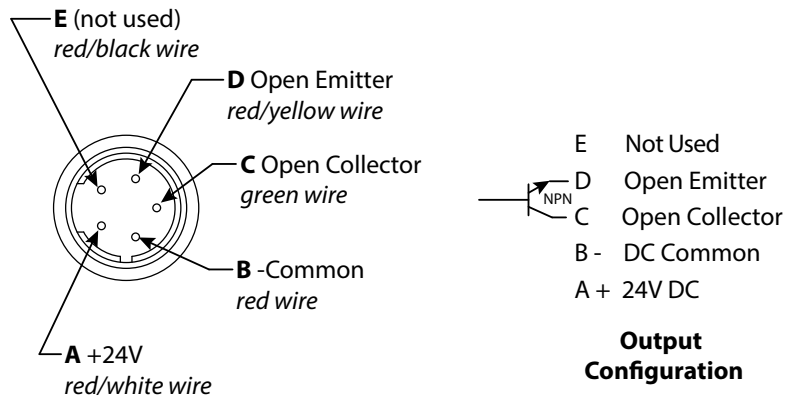 E (not used)
red/black wire
D Open Emitter
red/yellow wire
C Open Collector
green wire
B -Common
red wire
A +24V
red/white wire
E Not Used
D Open Emitter
NPN
C Open Collector
B - DC Common
A + 24V DC
Output
Configuration